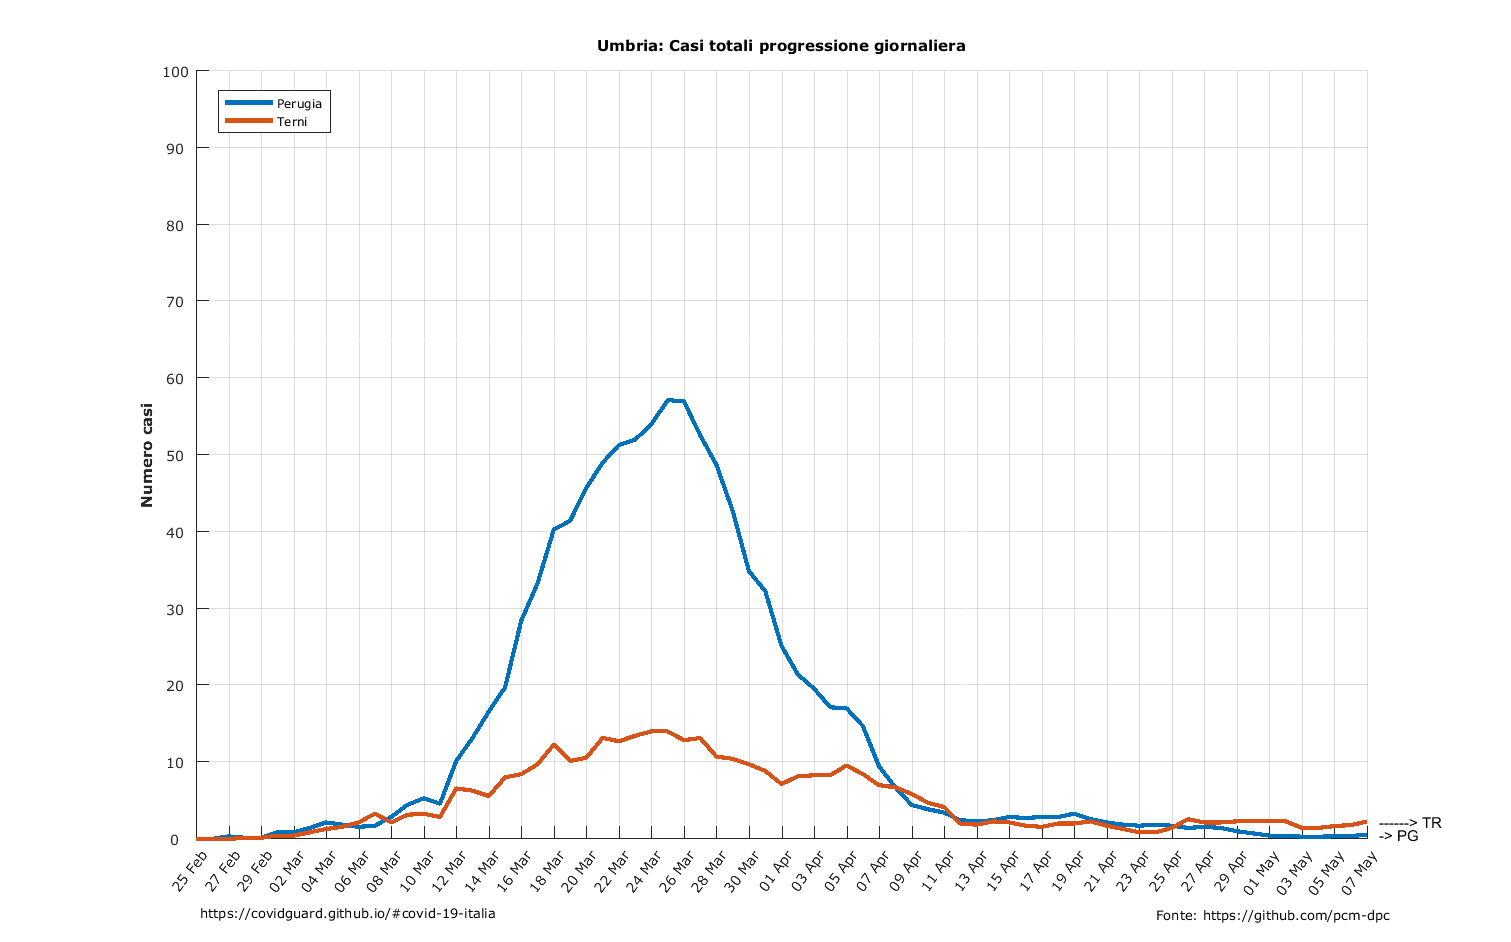 Umbria: Casi totali progressione giornaliera
Perugia
Terni
Numero casi
100
90
80
70
60
50
40
30
20
10
0
25 Feb
27 Feb
29 Feb
02 Mar
04 Mar
06 Mar
08 Mar
10 Mar
12 Mar
14 Mar
16 Mar
18 Mar
20 Mar
22 Mar
24 Mar
26 Mar
28 Mar
30 Mar
01 Apr
03 Apr
05 Apr
07 Apr
09 Apr
11 Apr
13 Apr
15 Apr
17 Apr
19 Apr
21 Apr
23 Apr
25 Apr
27 Apr
29 Apr
01 May
03 May
05 May
07 May
------> TR
-> PG
https://covidguard.github.io/#covid-19-italia
Fonte: https://github.com/pcm-dpc